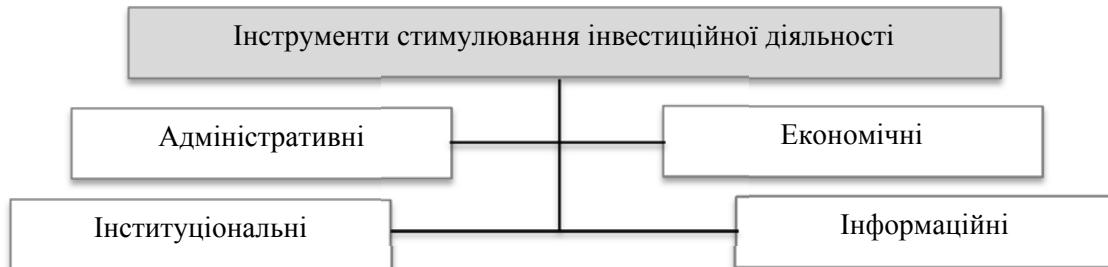 Інструменти стимулювання інвестиційної діяльності
Адміністративні
Економічні
Інституціональні
Інформаційні